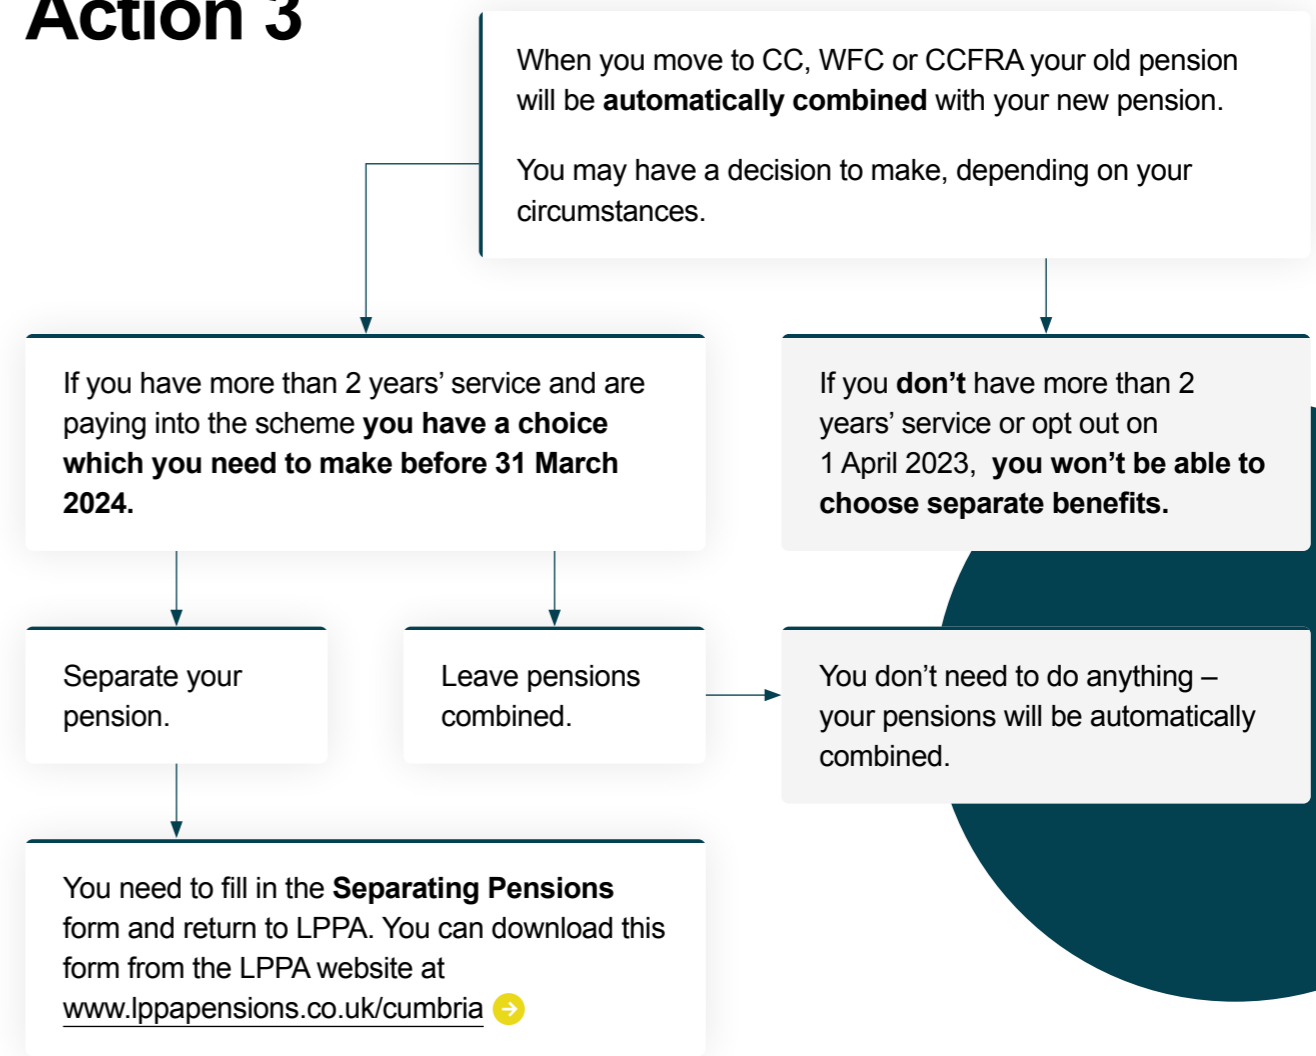 Action 3
When you move to CC, WFC or CCFRA your old pension
will be automatically combined with your new pension.
You may have a decision to make, depending on your
circumstances.
If you have more than 2 years’ service and are
paying into the scheme you have a choice
which you need to make before 31 March
2024.
If you don’t have more than 2
years’ service or opt out on
1 April 2023, you won’t be able to
choose separate benefits.
Separate your
pension.
Leave pensions
combined.
You don’t need to do anything –
your pensions will be automatically
combined.
You need to fill in the Separating Pensions
form and return to LPPA. You can download this
form from the LPPA website at
www.lppapensions.co.uk/cumbria